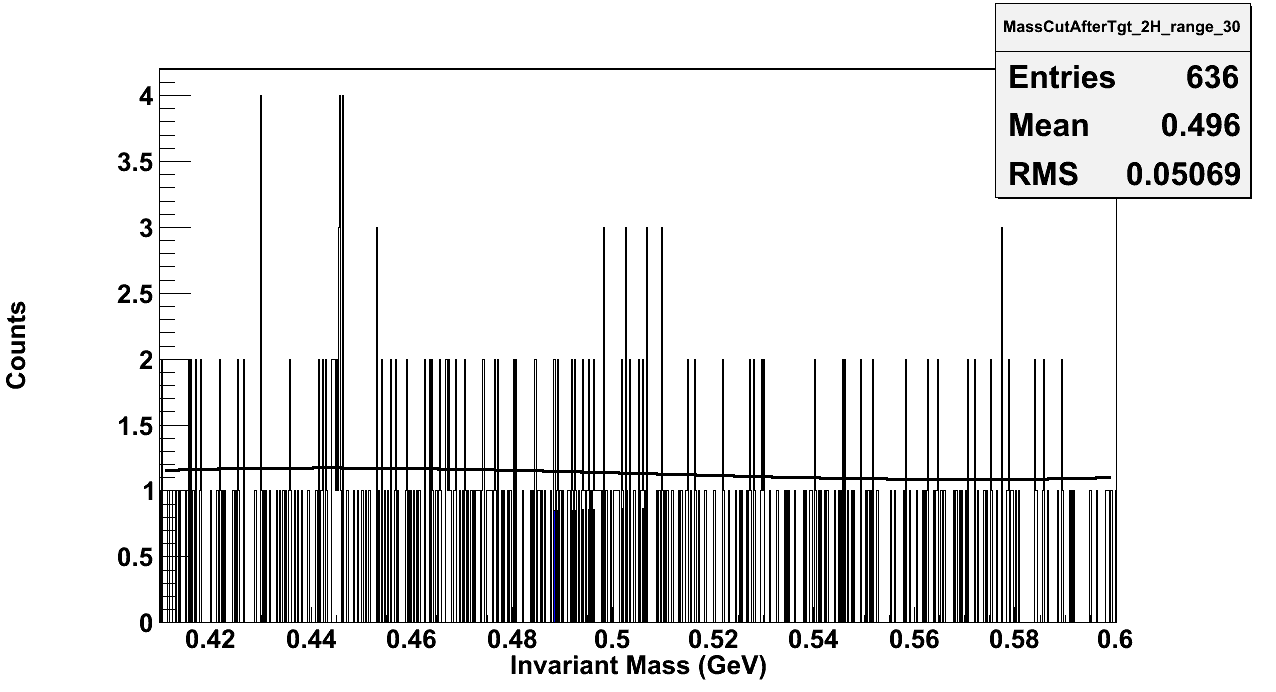 MassCutAfterTgt_2H_range_30
Entries 636
Mean 0.496
RMS 0.05069
4
3.5
3
2.5
2
1.5
1
0.5
0
Counts
0.42 0.44 0.46 0.48 0.5 0.52 0.54 0.56 0.58 0.6
Invariant Mass (GeV)